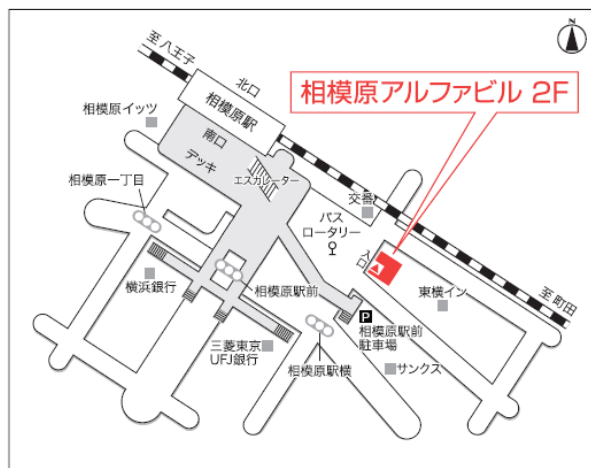 N
至八王子
北口
相模原駅
相模原アルファビル 2F
相模原イッツ
南口
デッキ
エスカレーター
相模原一丁目
交番
バス
ロータリー
入口
横浜銀行
相模原駅前
東横イン
至町田
P
相模原駅前
駐車場
三菱東京
UFJ銀行
相模原駅横
サンクス